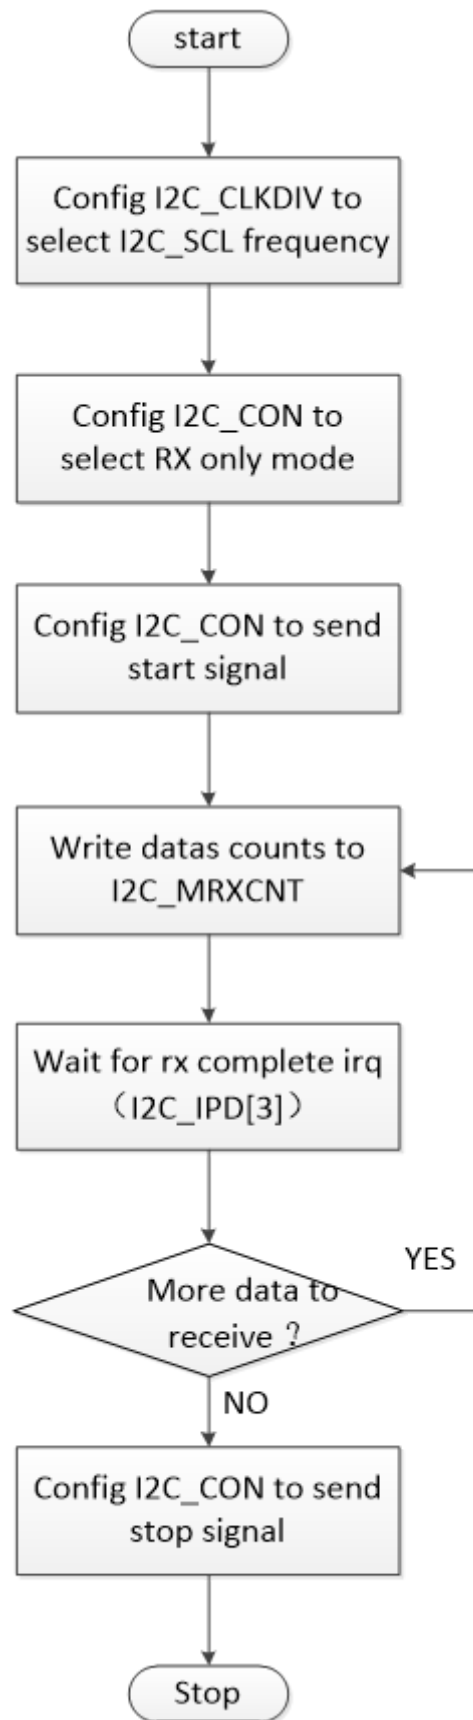 start
Config I2C_CLKDIV to
select I2C_SCL frequency
Config I2C_CON to
select RX only mode
Config I2C_CON to send
start signal
Write datas counts to
I2C_MRXCNT
Wait for rx complete irq
（I2C_IPD[3]）
YES
More data to
receive ？
NO
Config I2C_CON to send
stop signal
Stop